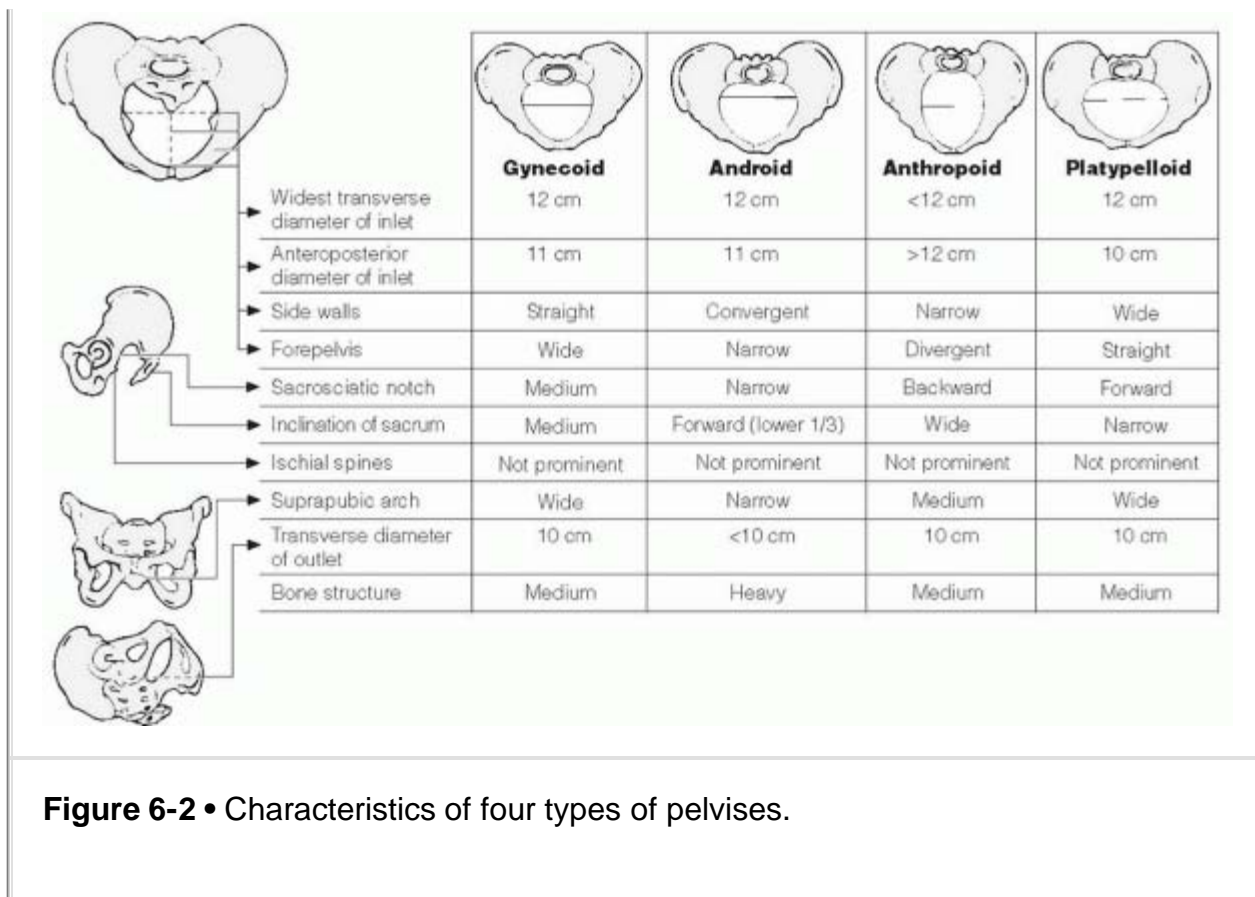 Gynecoid Android Anthropoid Platypelloid
Widest transverse diameter of inlet 12 cm 12 cm <12 cm 12 cm
Anteroposterior diameter of inlet 11 cm 11 cm >12 cm 10 cm
Side walls Straight Convergent Narrow Wide
Forepelvis Wide Narrow Divergent Straight
Sacrosciatic notch Medium Narrow Backward Forward
Inclination of sacrum Medium Forward (lower 1/3) Wide Narrow
Ischial spines Not prominent Not prominent Not prominent Not prominent
Suprapubic arch Wide Narrow Medium Wide
Transverse diameter of outlet 10 cm <10 cm 10 cm 10 cm
Bone structure Medium Heavy Medium Medium
Figure 6-2 • Characteristics of four types of pelvises.